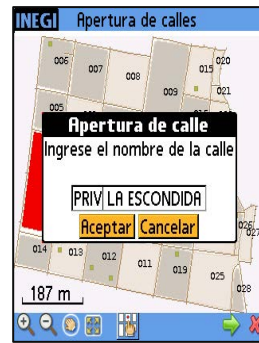 INEGI Apertura de calles
006
007
008
009
015
020
021
005
Apertura de calle
Ingrese el nombre de la calle
PRIV LA ESCONDIDA
Aceptar Cancelar
026
027
014
013
012
011
019
025
028
187 m